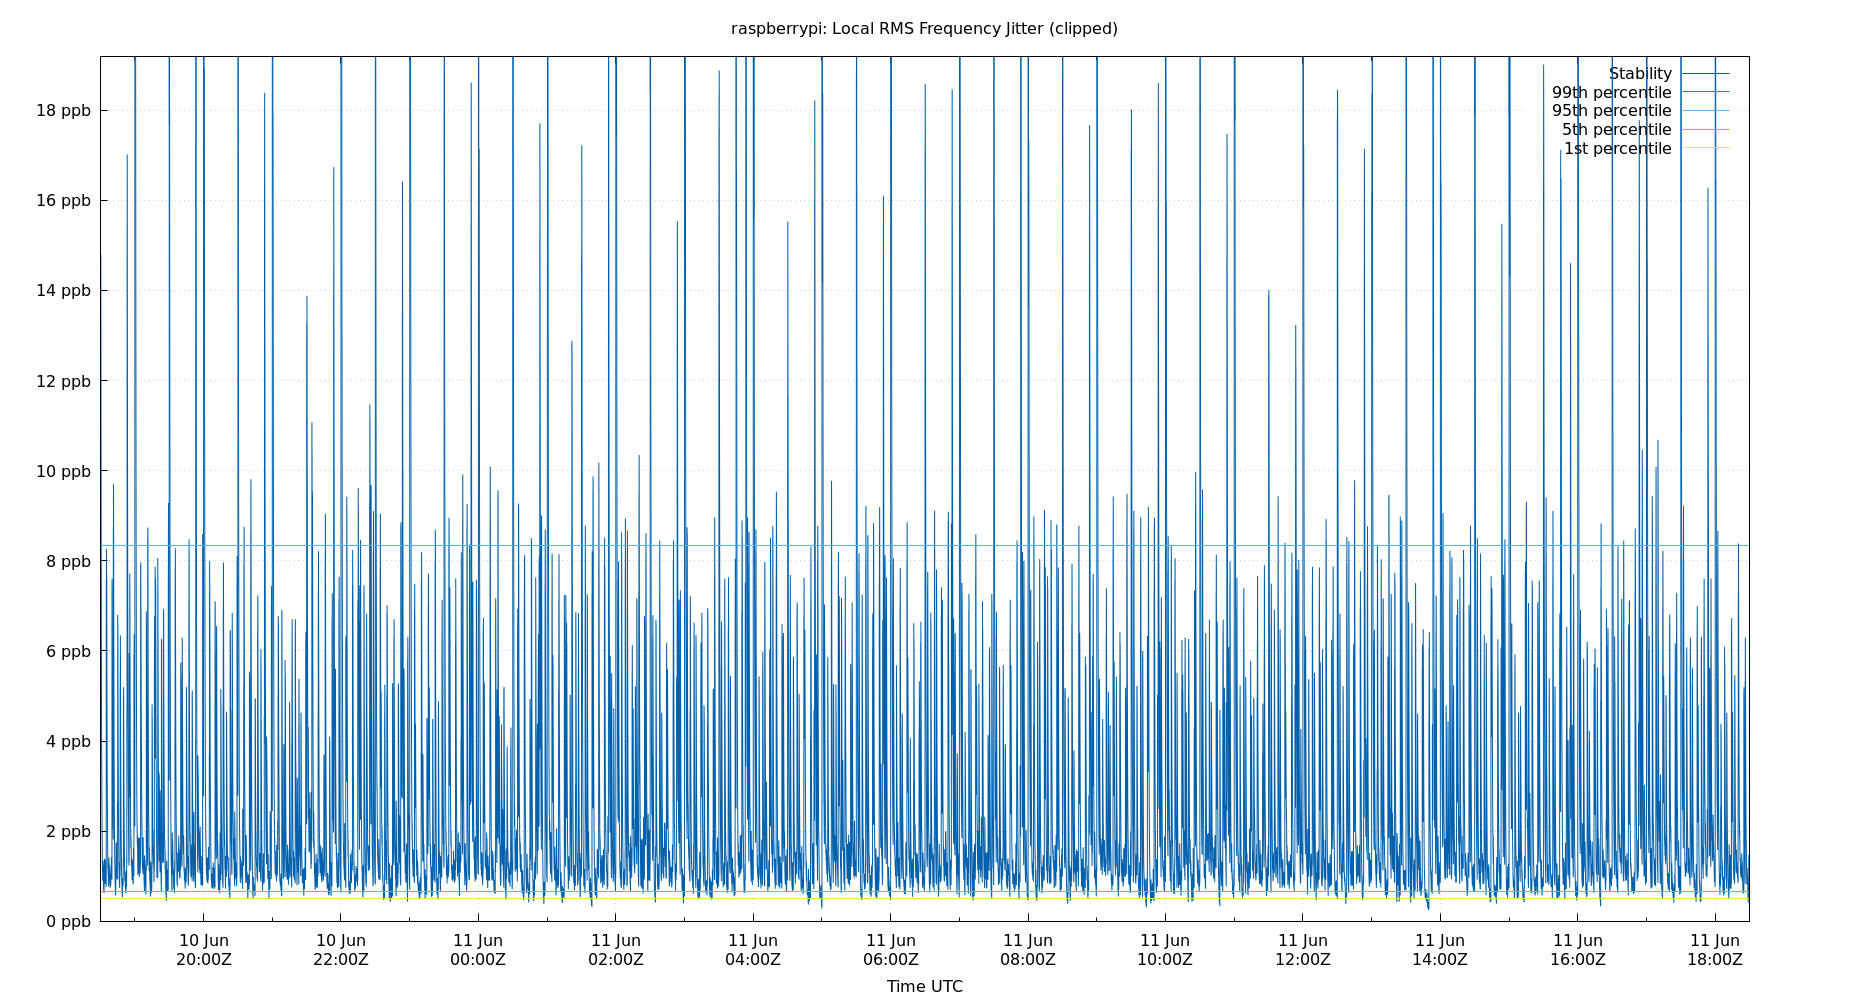 raspberrypi: Local RMS Frequency Jitter (clipped)
Stability
99th percentile
95th percentile
5th percentile
1st percentile
18 ppb
16 ppb
14 ppb
12 ppb
10 ppb
8 ppb
6 ppb
4 ppb
2 ppb
0 ppb
10 Jun 10 Jun 11 Jun 11 Jun 11 Jun 11 Jun 11 Jun 11 Jun 11 Jun 11 Jun 11 Jun 11 Jun
20:00Z 22:00Z 00:00Z 02:00Z 04:00Z 06:00Z 08:00Z 10:00Z 12:00Z 14:00Z 16:00Z 18:00Z
Time UTC